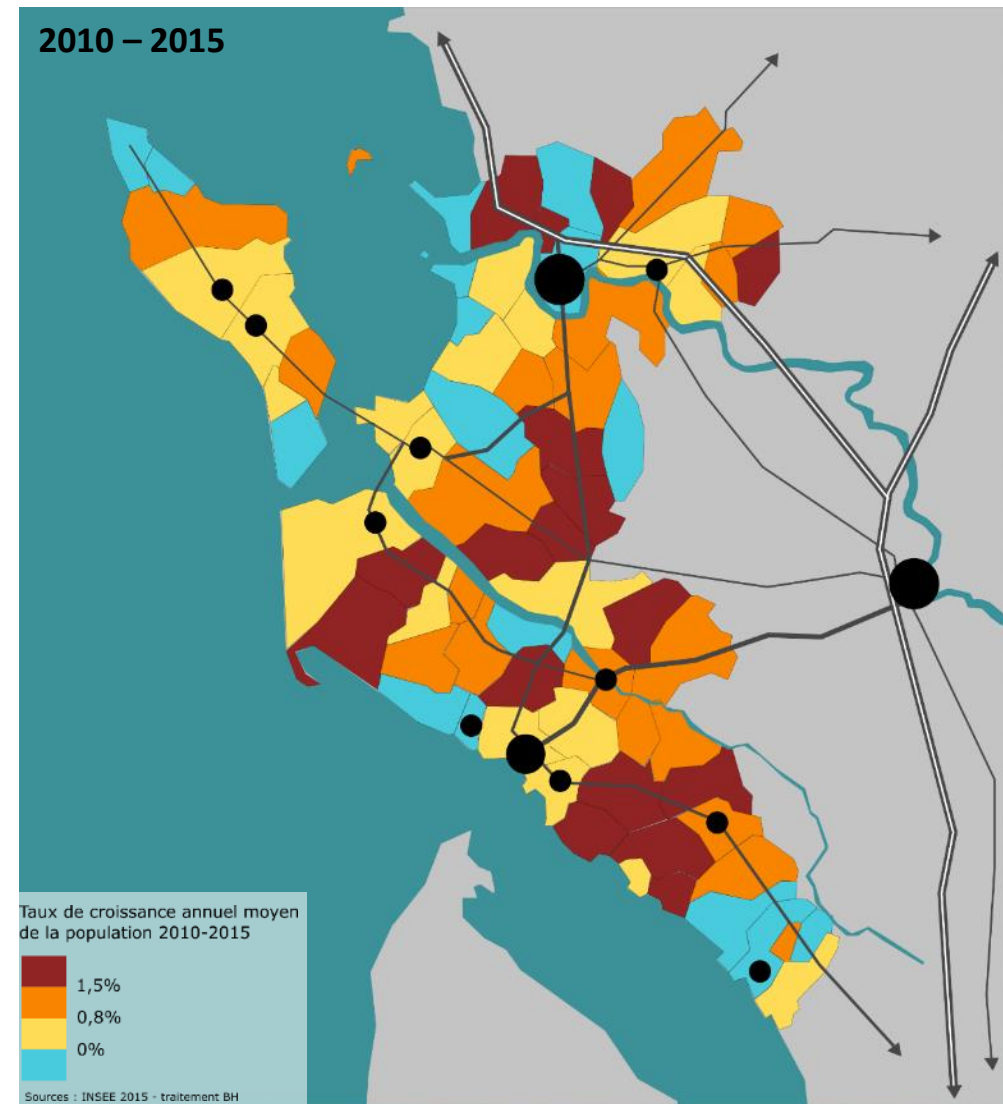 2010 – 2015
Taux de croissance annuel moyen
de la population 2010-2015
1,5%
0,8%
0%
Sources : INSEE 2015 - traitement BH